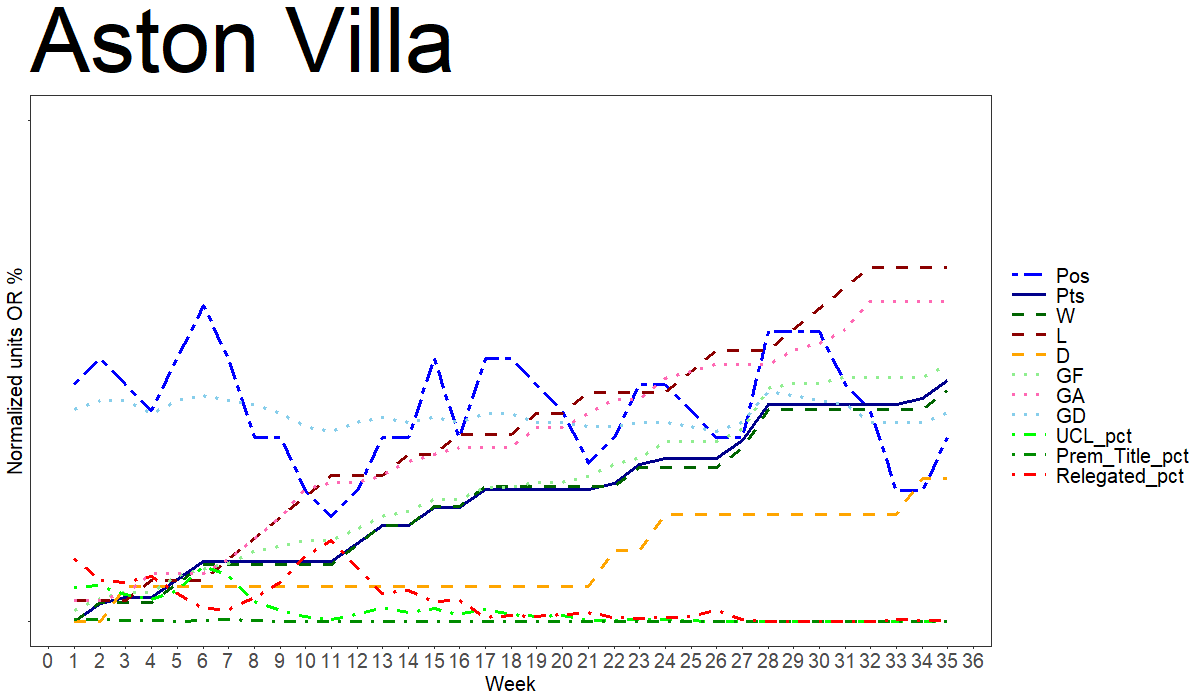 Aston Villa
Normalized units OR %
Pos
Pts
W
L
D
GF
GA
GD
UCL_pct
Prem_Title_pct
Relegated_pct
0 1 2 3 4 5 6 7 8 9 10 11 12 13 14 15 16 17 18 19 20 21 22 23 24 25 26 27 28 29 30 31 32 33 34 35 36
Week